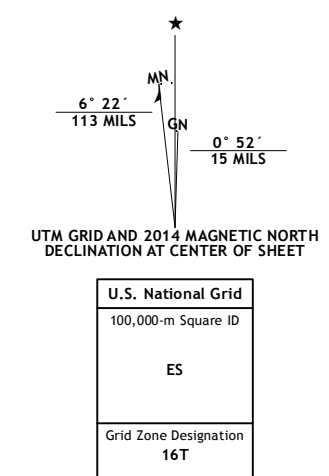 ★
MN.
6° 22´
113 MILS
GN
0° 52´
15 MILS
UTM GRID AND 2014 MAGNETIC NORTH
DECLINATION AT CENTER OF SHEET
U.S. National Grid
100,000-m Square ID
ES
Grid Zone Designation
16T